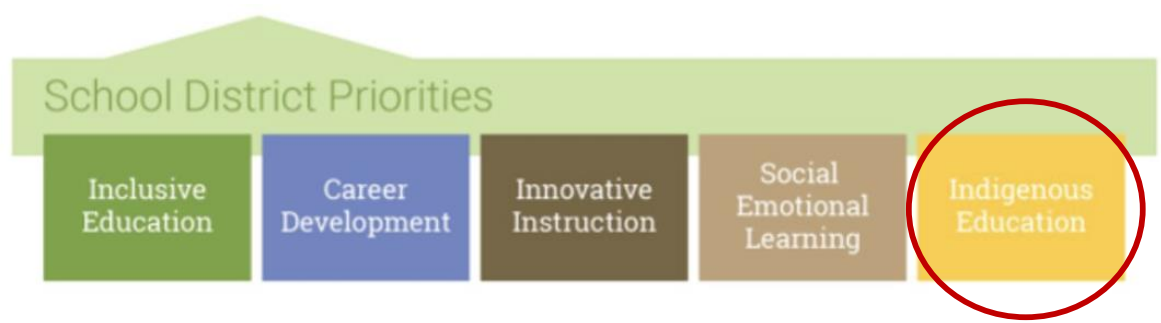 School District Priorities
Inclusive
Education
Career
Development
Innovative
Instruction
Social
Emotional
Learning
Indigenous
Education